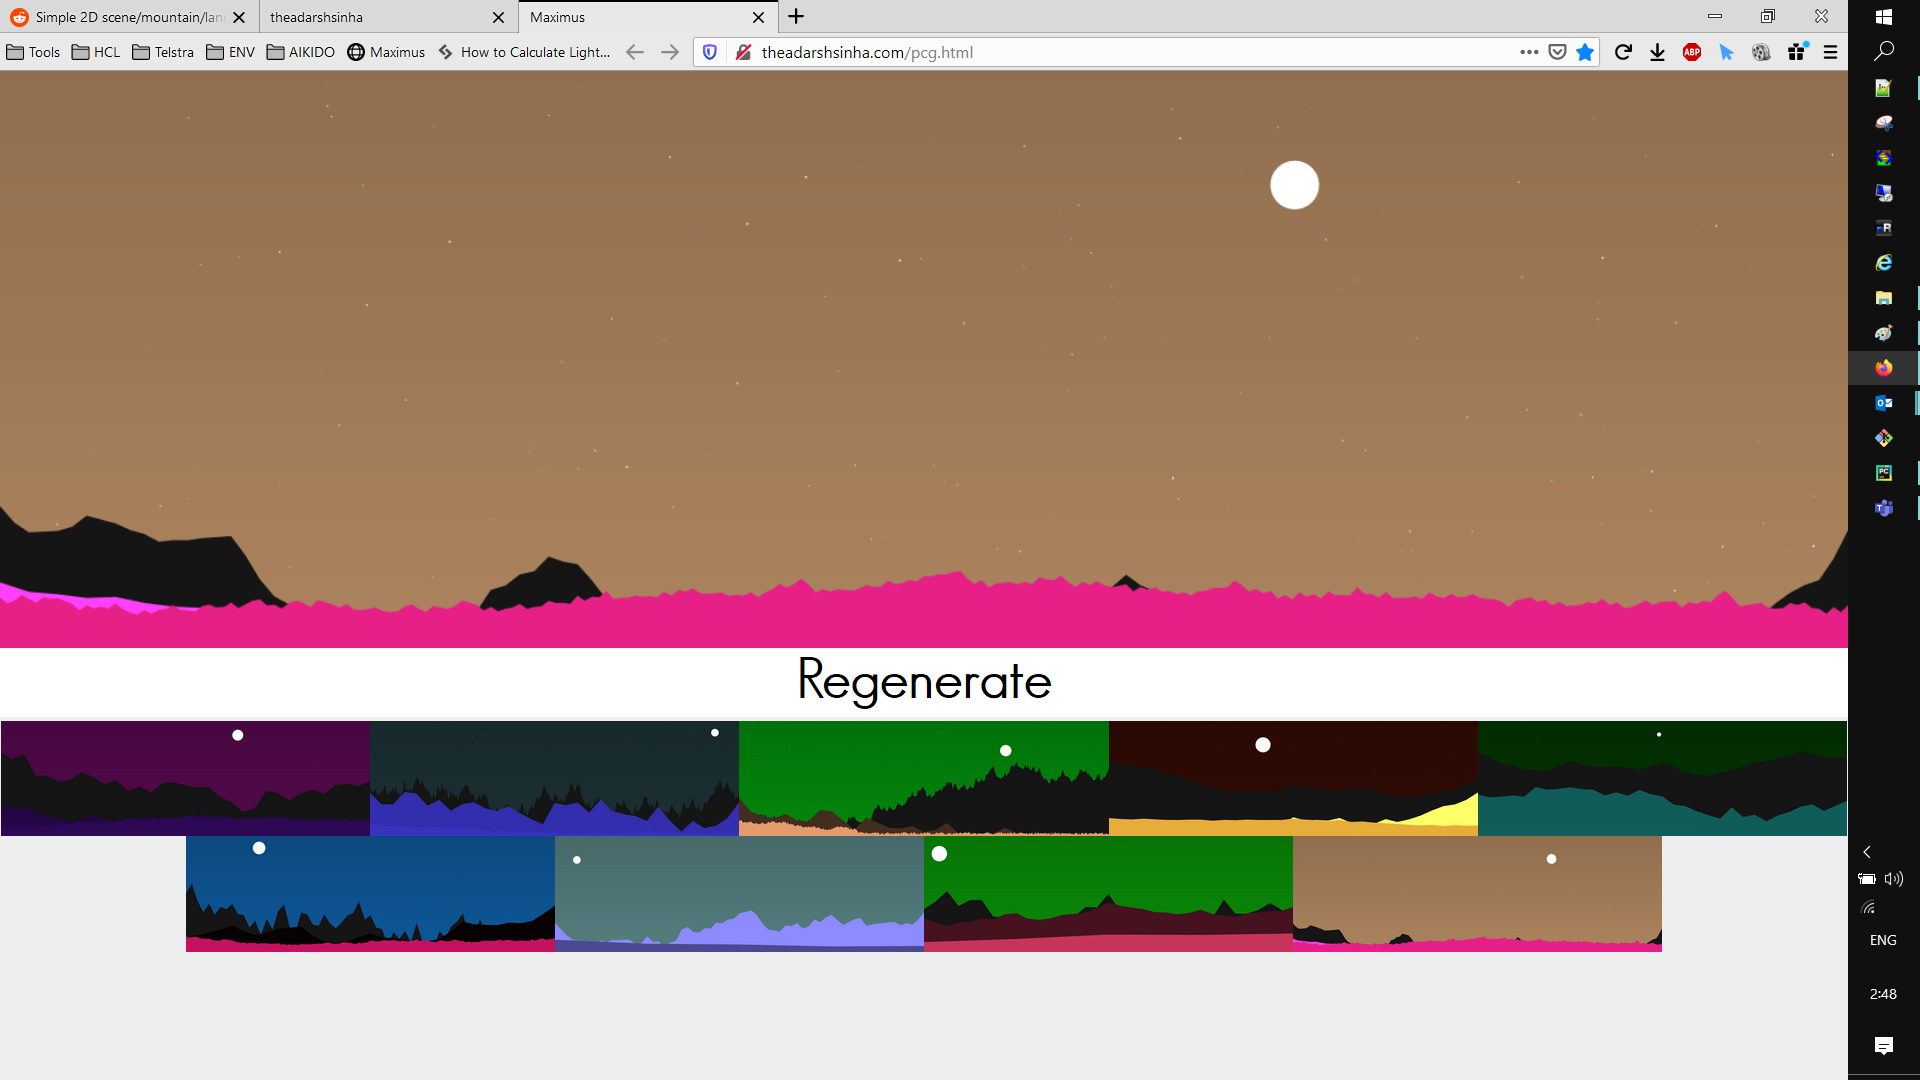 Simple 2D scene/mountain/lan
theadarshsinha
Maximus
Tools
HCL
Telstra
ENV
AIKIDO
Maximus
How to Calculate Light...
theadarshsinha.com/pcg.html
ABP
Regenerate
ENG
2:48